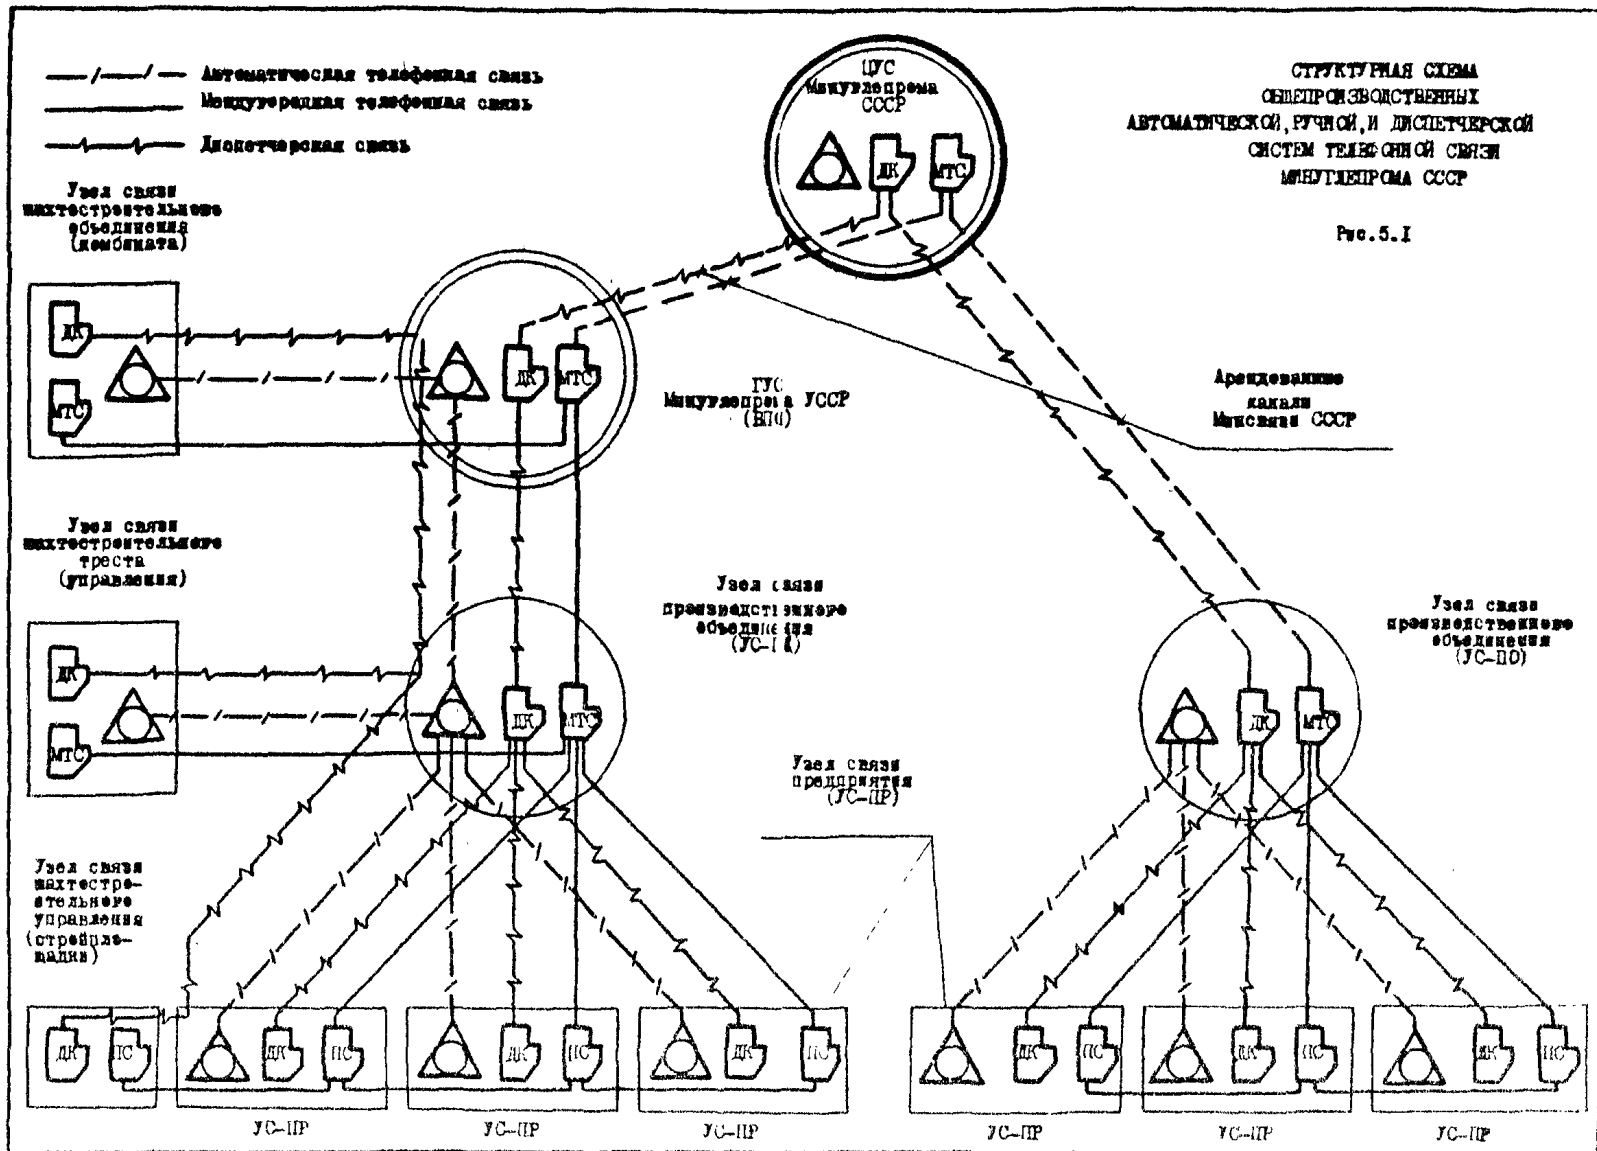 Автоматическая телефонная связь
Междугородная телефонная связь
Диспетчерская связь
СТРУКТУРНАЯ СХЕМА
ОБЩЕПРОИЗВОДСТВЕННЫХ
АВТОМАТИЧЕСКОЙ, РУЧНОЙ, И ДИСПЕТЧЕРСКОЙ
СИСТЕМ ТЕЛЕФОННОЙ СВЯЗИ
МИНУГЛЕПРОМА СССР
Рис.5.I
ЦУС
Минуглепрома
СССР
ДК
МТС
Узел связи
шахтостроительного
объединения
(комбината)
ДК
МТС
ДК
МТС
ГУС
Минуглепрома УССР
(ВПО)
Арендованные
каналы
Минсвязи СССР
Узел связи
шахтостроительного
треста
(управления)
ДК
МТС
Узел связи
производственного
объединения
ДК
МТС
Узел связи
производственного
объединения
(УС-ПО)
ДК
МТС
Узел связи
предприятия
(УС-ПР)
Узел связи
шахтостро-
ительного
управления
(стройпло-
щадки)
ДК ПС
ДК ПС
ДК ПС
ДК ПС
ДК ПС
ДК ПС
ДК ПС
УС-ПР
УС-ПР
УС-ПР
УС-ПР
УС-ПР
УС-ПР